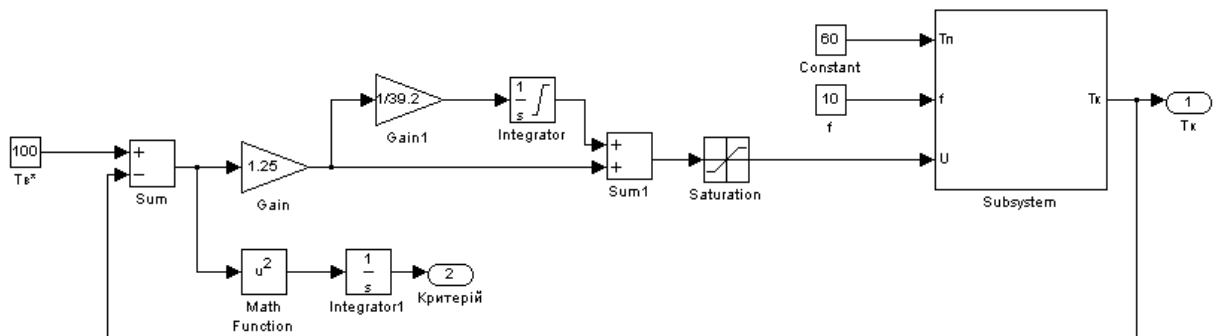 60
Tп
Constant
1/39.2
1
s
10
f
Tк
1
Gain1
Integrator
f
Tк
100
+
−
1.25
+
+
U
Tв*
Sum
Gain
Sum1
Saturation
Subsystem
u2
1
s
2
Math
Function
Integrator1
Критерій